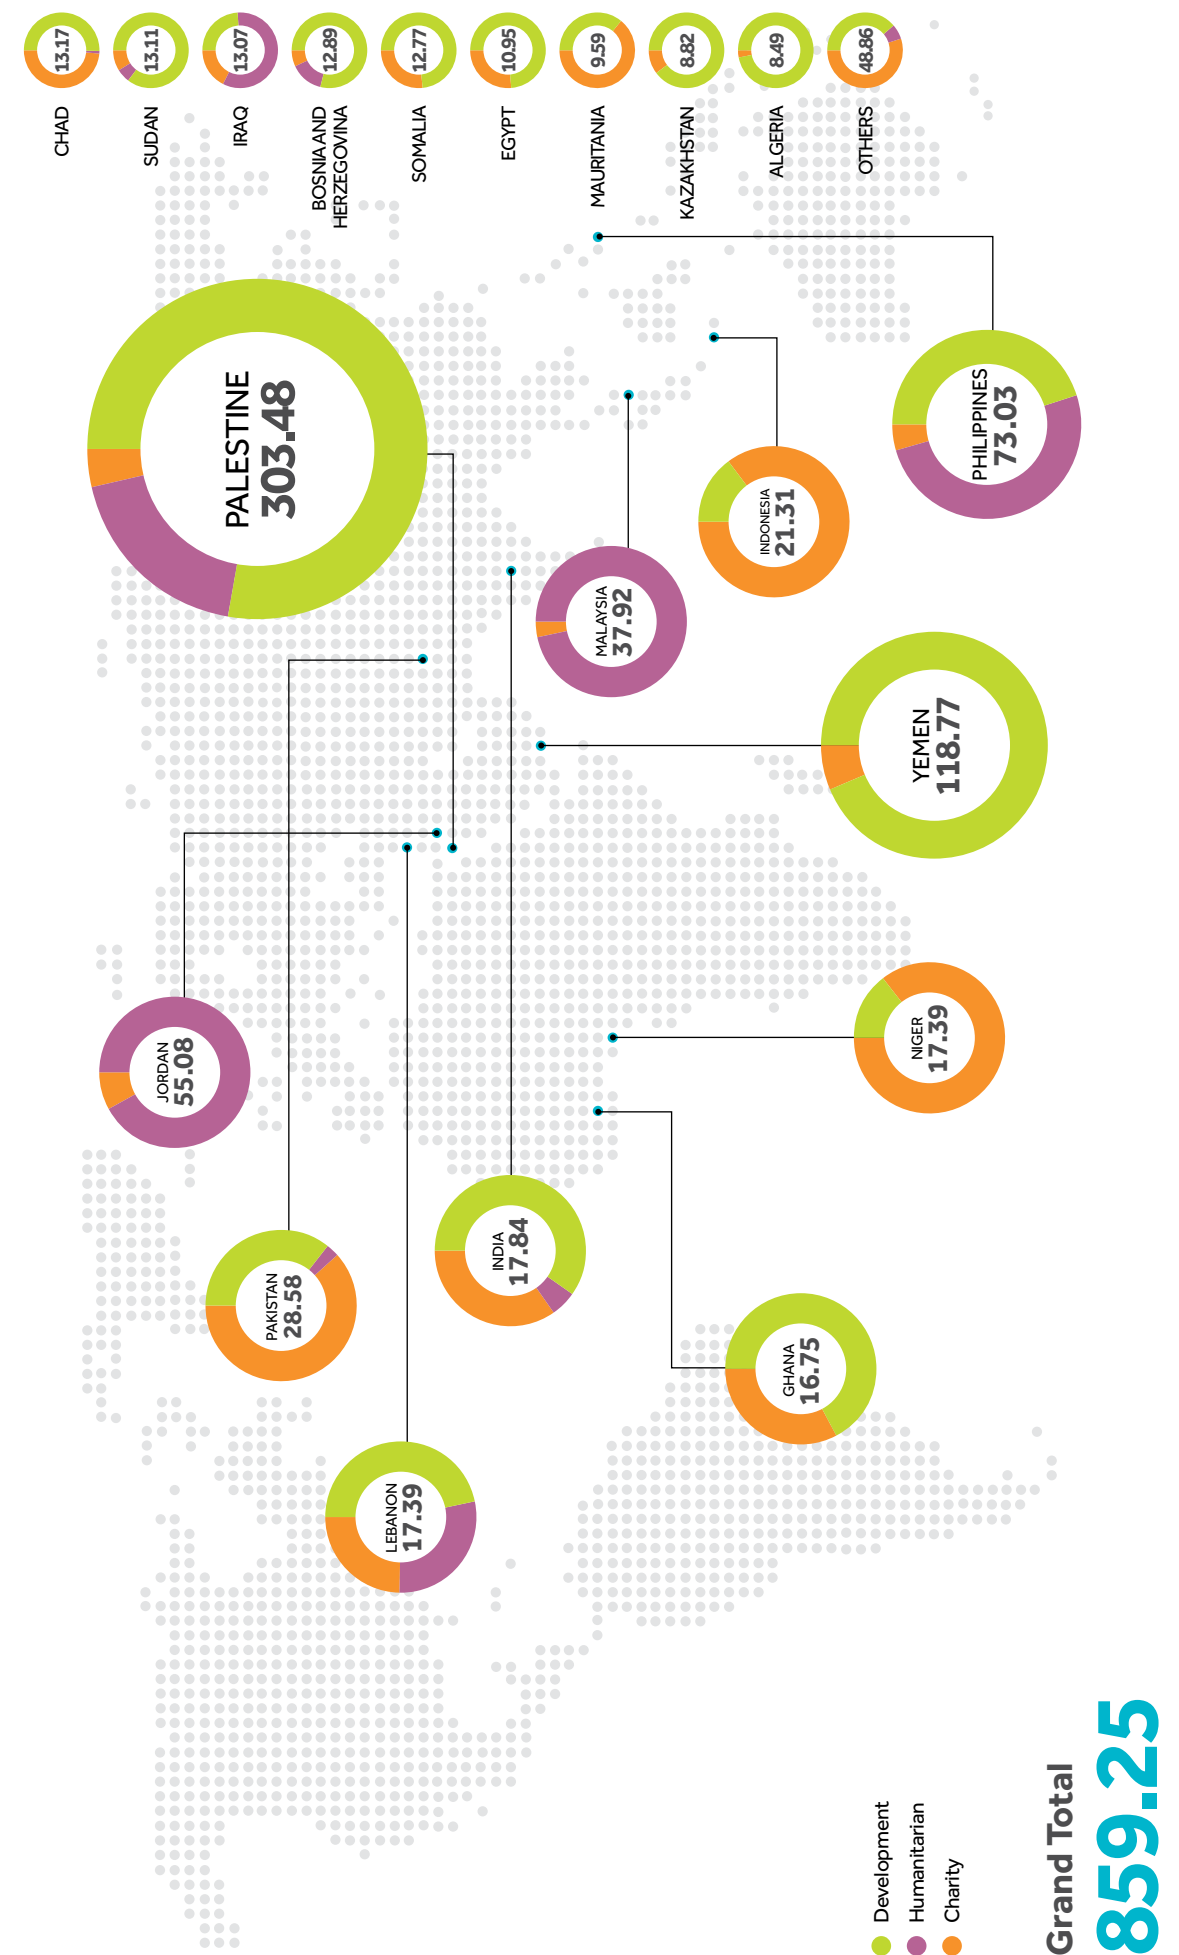 PALESTINE
303.48
JORDAN
55.08
PAKISTAN
28.58
LEBANON
17.39
INDIA
17.84
MALAYSIA
37.92
INDONESIA
21.31
PHILIPPINES
73.03
YEMEN
118.77
NIGER
17.39
GHANA
16.75
CHAD
13.17
SUDAN
13.11
IRAQ
13.07
BOSNIA AND
HERZEGOVINA
12.89
SOMALIA
12.77
EGYPT
10.95
MAURITANIA
9.59
KAZAKHSTAN
8.82
ALGERIA
8.49
OTHERS
48.86
Development
Humanitarian
Charity
Grand Total
859.25